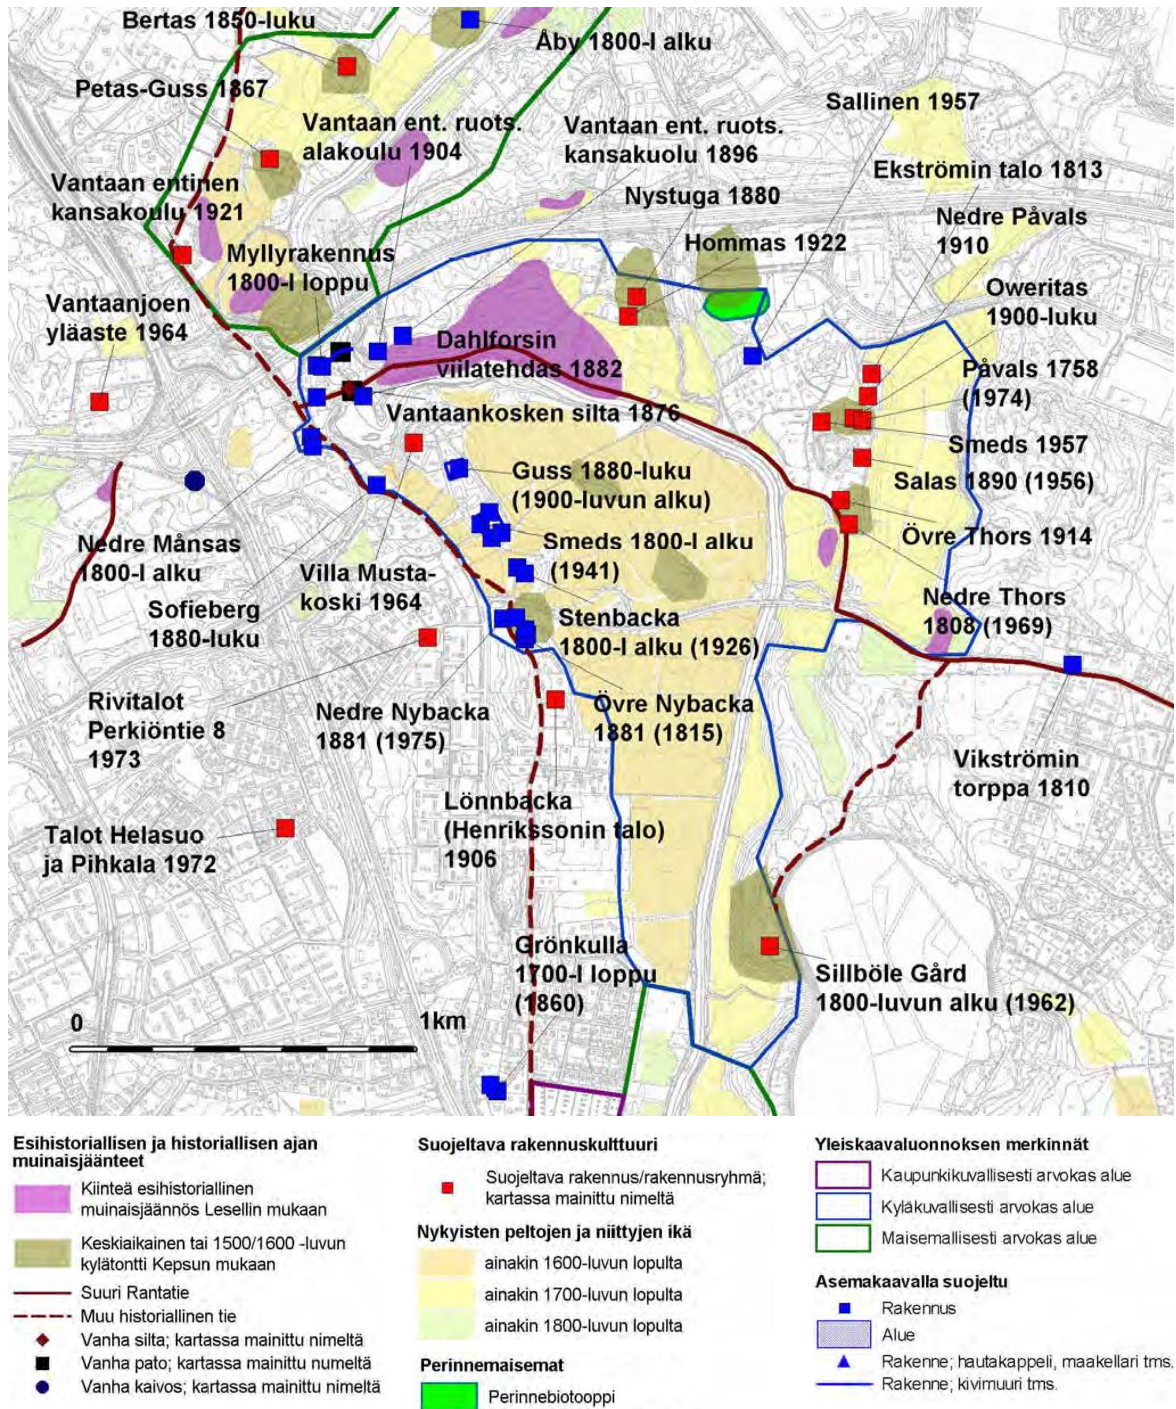 Bertas 1850-luku
Åby 1800-l alku
Petas-Guss 1867
Sallinen 1957
Vantaan ent. ruots.
alakoulu 1904
Vantaan ent. ruots.
kansakuolu 1896
Ekströmin talo 1813
Vantaan entinen
kansakoulu 1921
Nystuga 1880
Nedre Påvals
1910
Myllyrakennus
1800-l loppu
Hommas 1922
Oweritas
1900-luku
Vantaanjoen
yläaste 1964
Dahlforsin
viilatehdas 1882
Påvals 1758
(1974)
Vantaankosken silta 1876
Smeds 1957
Guss 1880-luku
(1900-luvun alku)
Salas 1890 (1956)
Nedre Månsas
1800-l alku
Villa Musta-
koski 1964
Smeds 1800-l alku
(1941)
Övre Thors 1914
Sofieberg
1880-luku
Stenbacka
1800-l alku (1926)
Nedre Thors
1808 (1969)
Rivitalot
Perkiöntie 8
1973
Nedre Nybacka
1881 (1975)
Övre Nybacka
1881 (1815)
Vikströmin
torppa 1810
Lönnbacka
(Henrikssonin talo)
1906
Talot Helasuo
ja Pihkala 1972
Grönkulla
1700-l loppu
(1860)
Sillböle Gård
1800-luvun alku (1962)
0 1km
Esihistoriallisen ja historiallisen ajan
muinaisjäänteet
Kiinteä esihistoriallinen
muinaisjäännös Lesellin mukaan
Keskiaikainen tai 1500/1600 -luvun
kylätontti Kepsun mukaan
Suuri Rantatie
Muu historiallinen tie
Vanha silta; kartassa mainittu nimeltä
Vanha pato; kartassa mainittu numeltä
Vanha kaivos; kartassa mainittu nimeltä
Suojeltava rakennuskulttuuri
Suojeltava rakennus/rakennusryhmä;
kartassa mainittu nimeltä
Nykyisten peltojen ja niittyjen ikä
ainakin 1600-luvun lopulta
ainakin 1700-luvun lopulta
ainakin 1800-luvun lopulta
Perinnemaisemat
Perinnebiotooppi
Yleiskaavaluonnoksen merkinnät
Kaupunkikuvallisesti arvokas alue
Kyläkuvallisesti arvokas alue
Maisemallisesti arvokas alue
Asemakaavalla suojeltu
Rakennus
Alue
Rakenne; hautakappeli, maakellari tms.
Rakenne; kivimuuri tms.